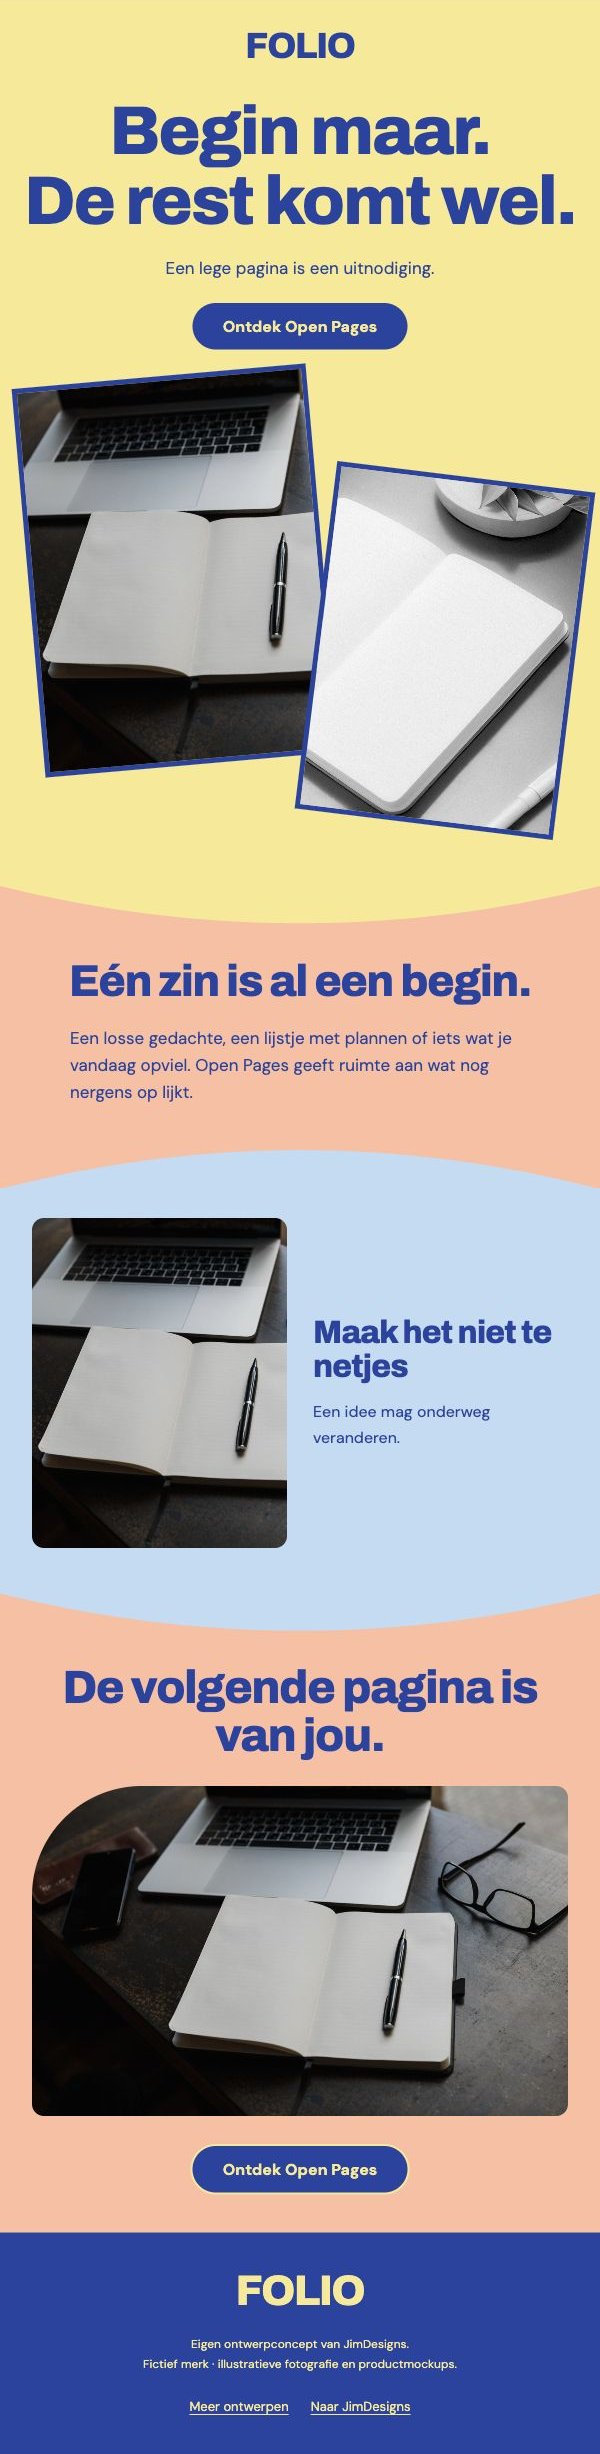 FOLIO
Begin maar.
De rest komt wel.
Een lege pagina is een uitnodiging.
Ontdek Open Pages
Eén zin is al een begin.
Een losse gedachte, een lijstje met plannen of iets wat je
vandaag opviel. Open Pages geeft ruimte aan wat nog
nergens op lijkt.
Maak het niet te
netjes
Een idee mag onderweg
veranderen.
De volgende pagina is
van jou.
Ontdek Open Pages
FOLIO
Eigen ontwerpconcept van JimDesigns.
Fictief merk · illustratieve fotografie en productmockups.
Meer ontwerpen Naar JimDesigns